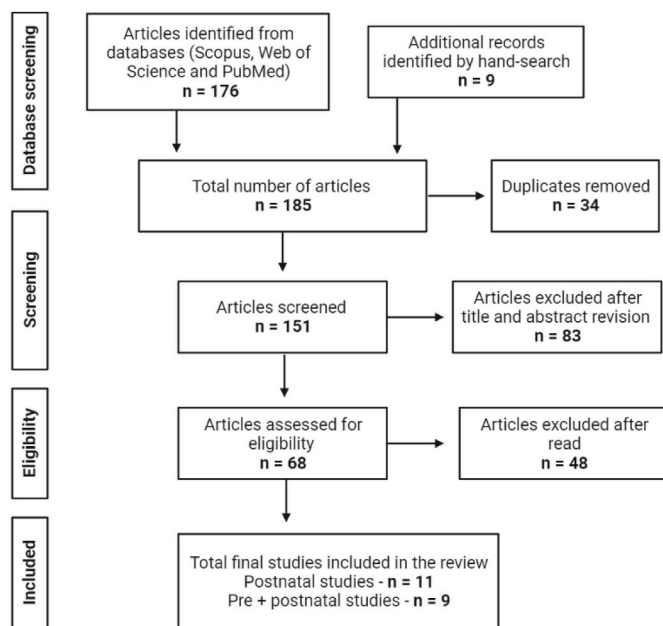 Database screening
Articles identified from
databases (Scopus, Web of
Science and PubMed)
n = 176
Additional records
identified by hand-search
n = 9
Total number of articles
n = 185
Duplicates removed
n = 34
Screening
Articles screened
n = 151
Articles excluded after
title and abstract revision
n = 83
Eligibility
Articles assessed for
eligibility
n = 68
Articles excluded after
read
n = 48
Included
Total final studies included in the review
Postnatal studies - n = 11
Pre + postnatal studies - n = 9